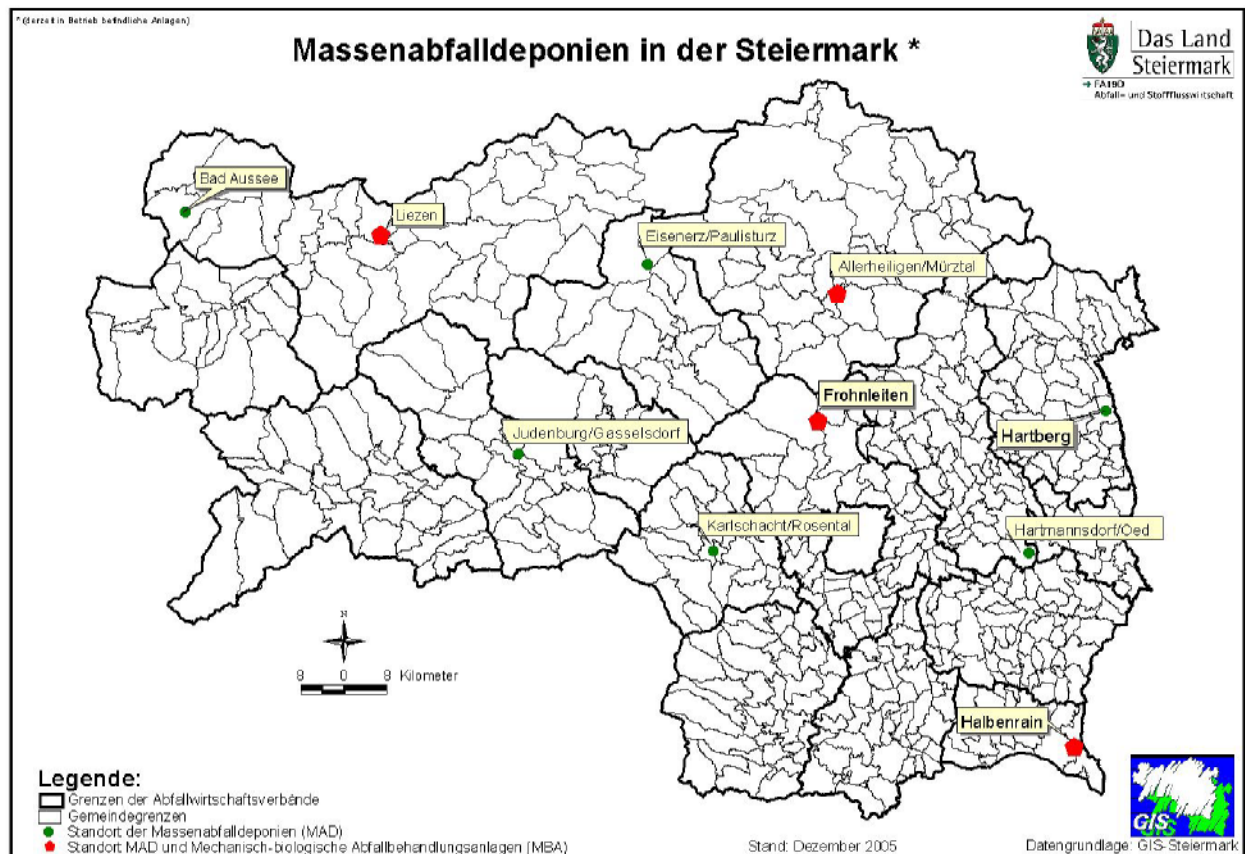 * (derzeit in Betrieb befindliche Anlagen)
Massenabfalldeponien in der Steiermark *
Das Land
Steiermark
→ FA19D
Abfall- und Stoffflusswirtschaft
Bad Aussee
Liezen
Eisenerz/Paulisturz
Allerheiligen/Mürztal
Frohnleiten
Hartberg
Judenburg/Gasselsdorf
Karlschacht/Rosental
Hartmannsdorf/Oed
N
8 0 8 Kilometer
Halbenrain
Legende:
Grenzen der Abfallwirtschaftsverbände
Gemeindegrenzen
Standort der Massenabfalldeponien (MAD)
Standort MAD und Mechanisch-biologische Abfallbehandlungsanlagen (MBA)
Stand: Dezember 2005
GIS
Datengrundlage: GIS-Steiermark